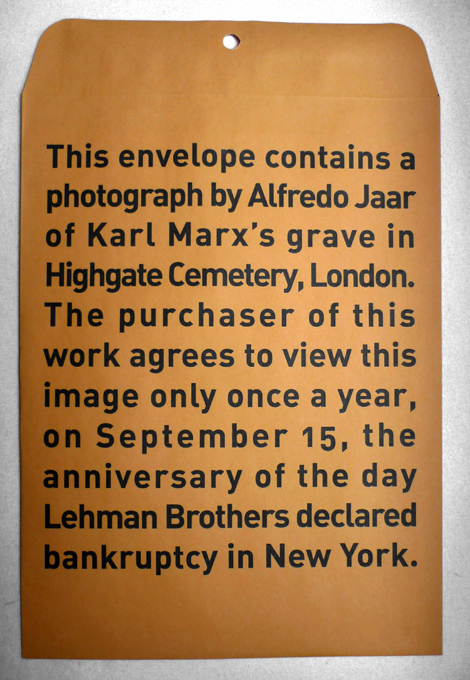 This envelope contains a
photograph by Alfredo Jaar
of Karl Marx's grave in
Highgate Cemetery, London.
The purchaser of this
work agrees to view this
image only once a year,
on September 15, the
anniversary of the day
Lehman Brothers declared
bankruptcy in New York.